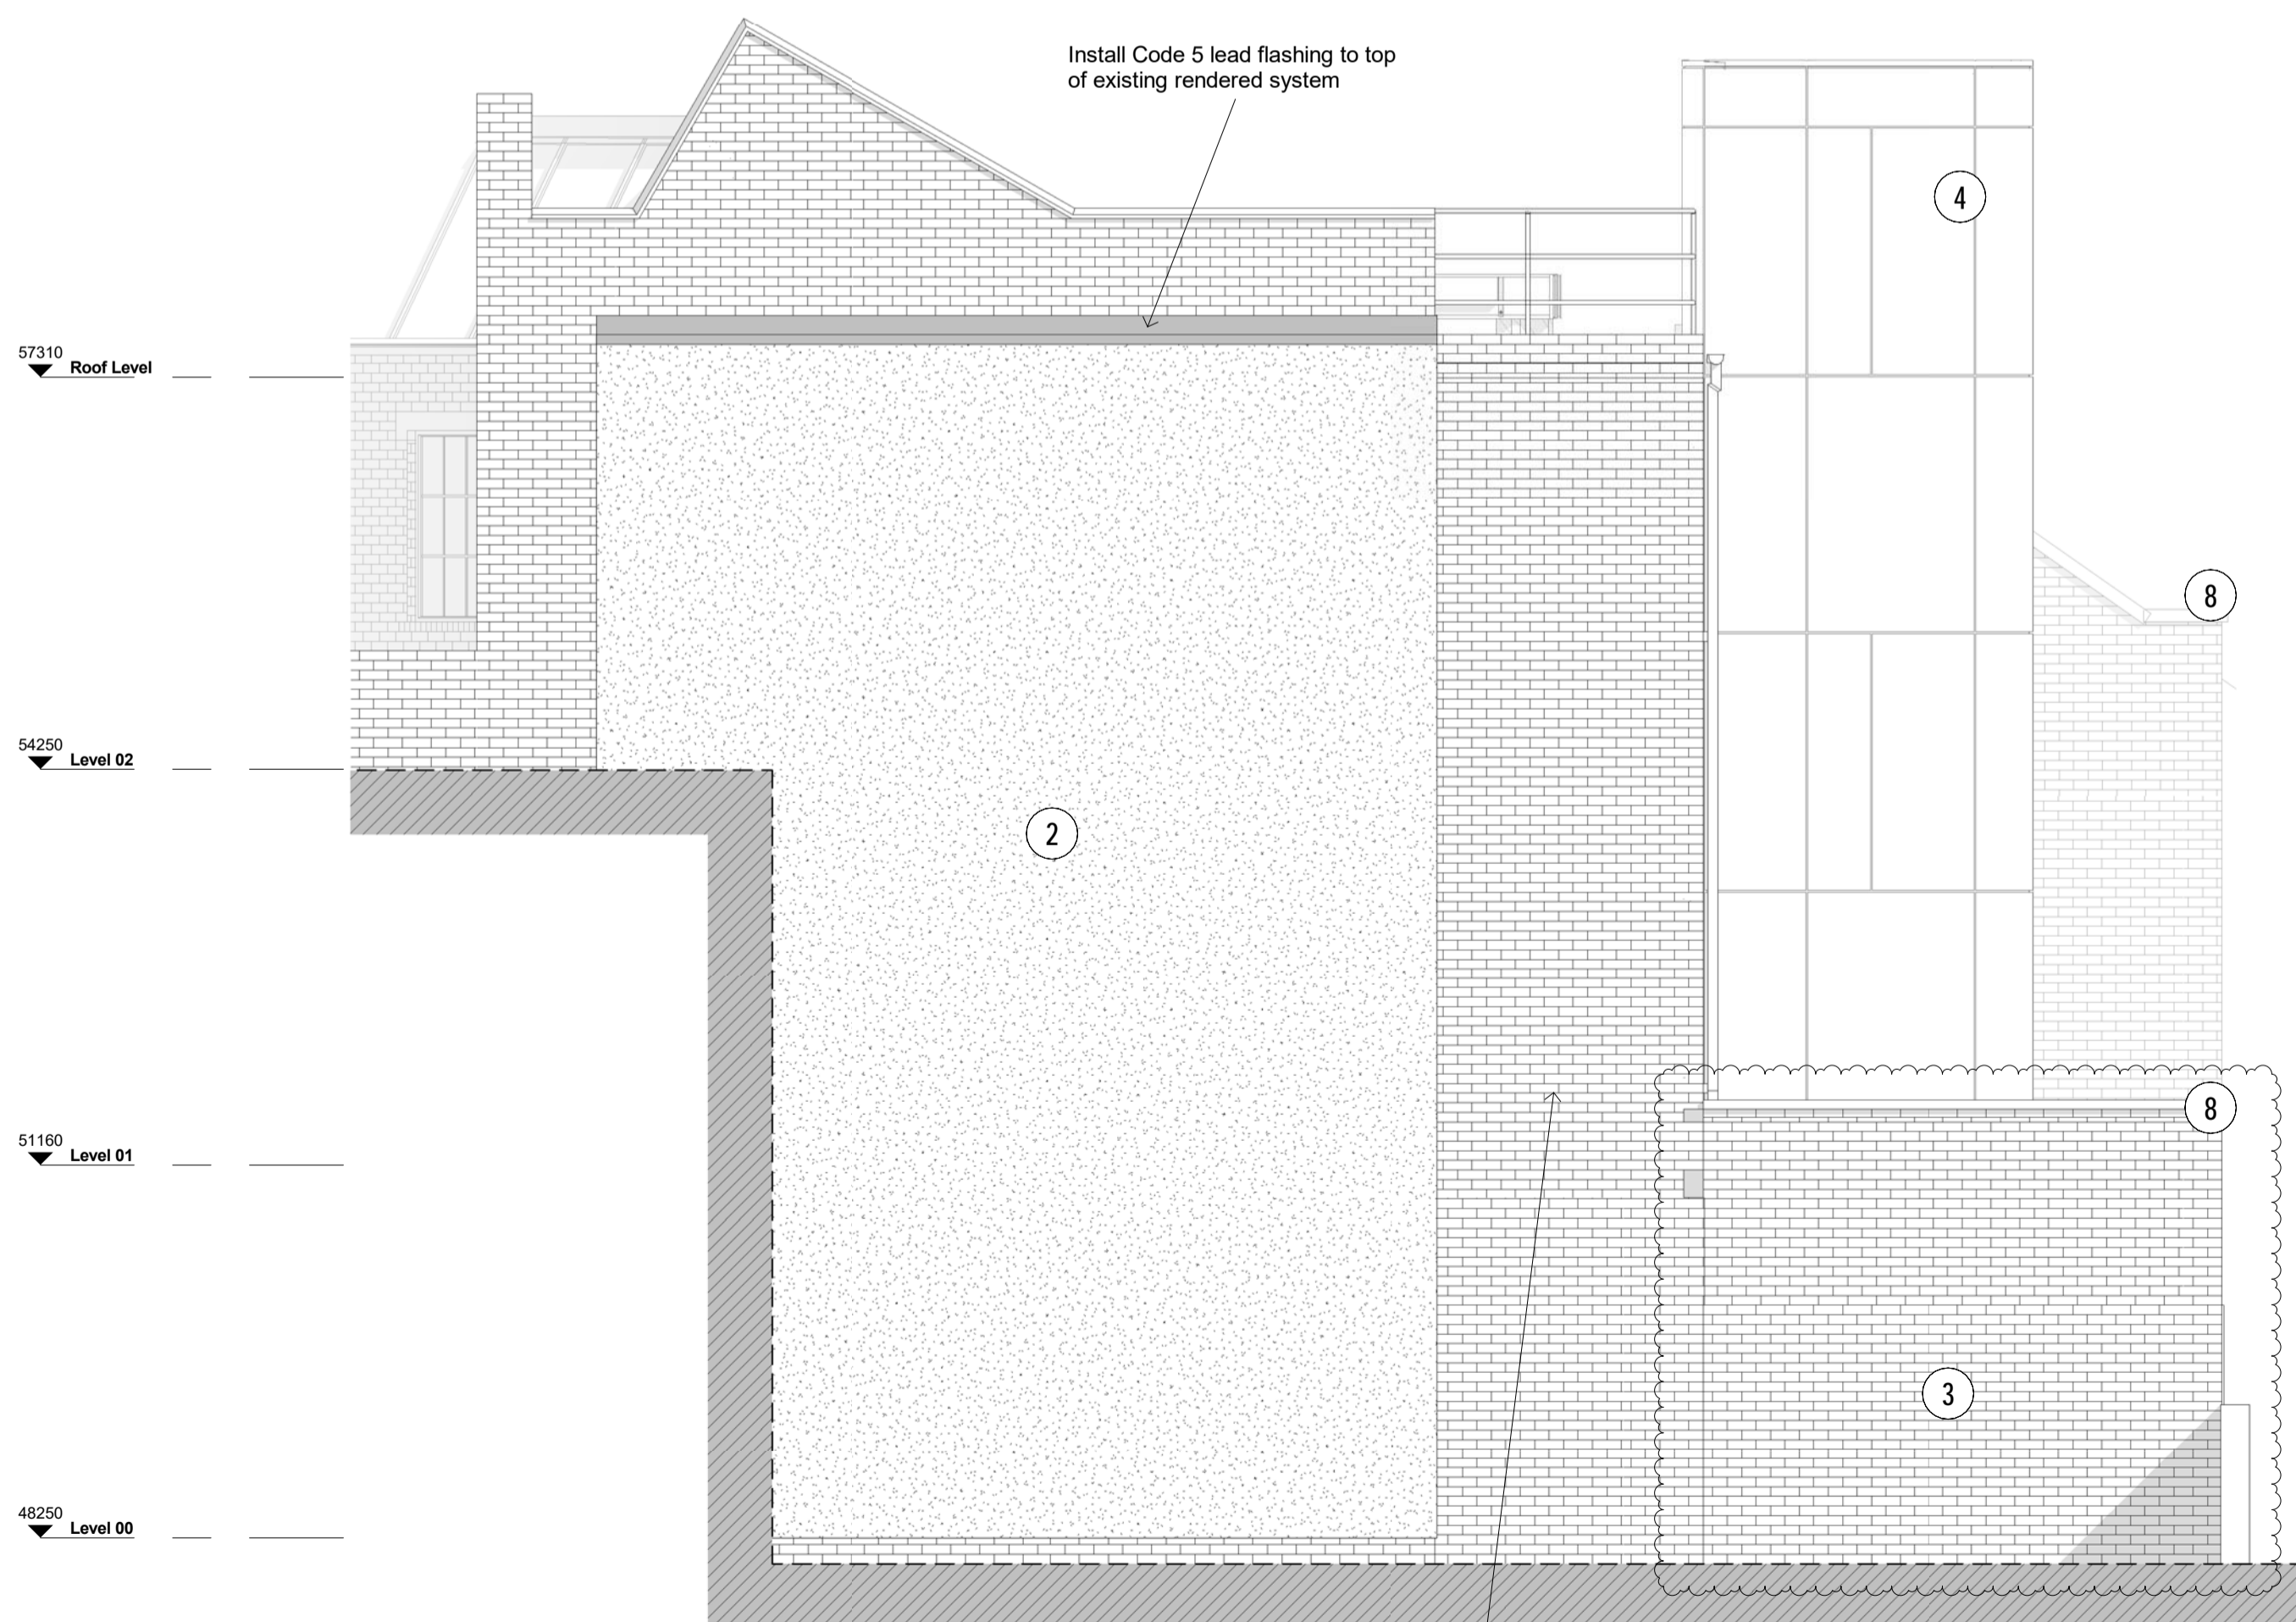 Install Code 5 lead flashing to top
of existing rendered system
4
57310
Roof Level
8
54250
Level 02
2
8
51160
Level 01
3
48250
Level 00